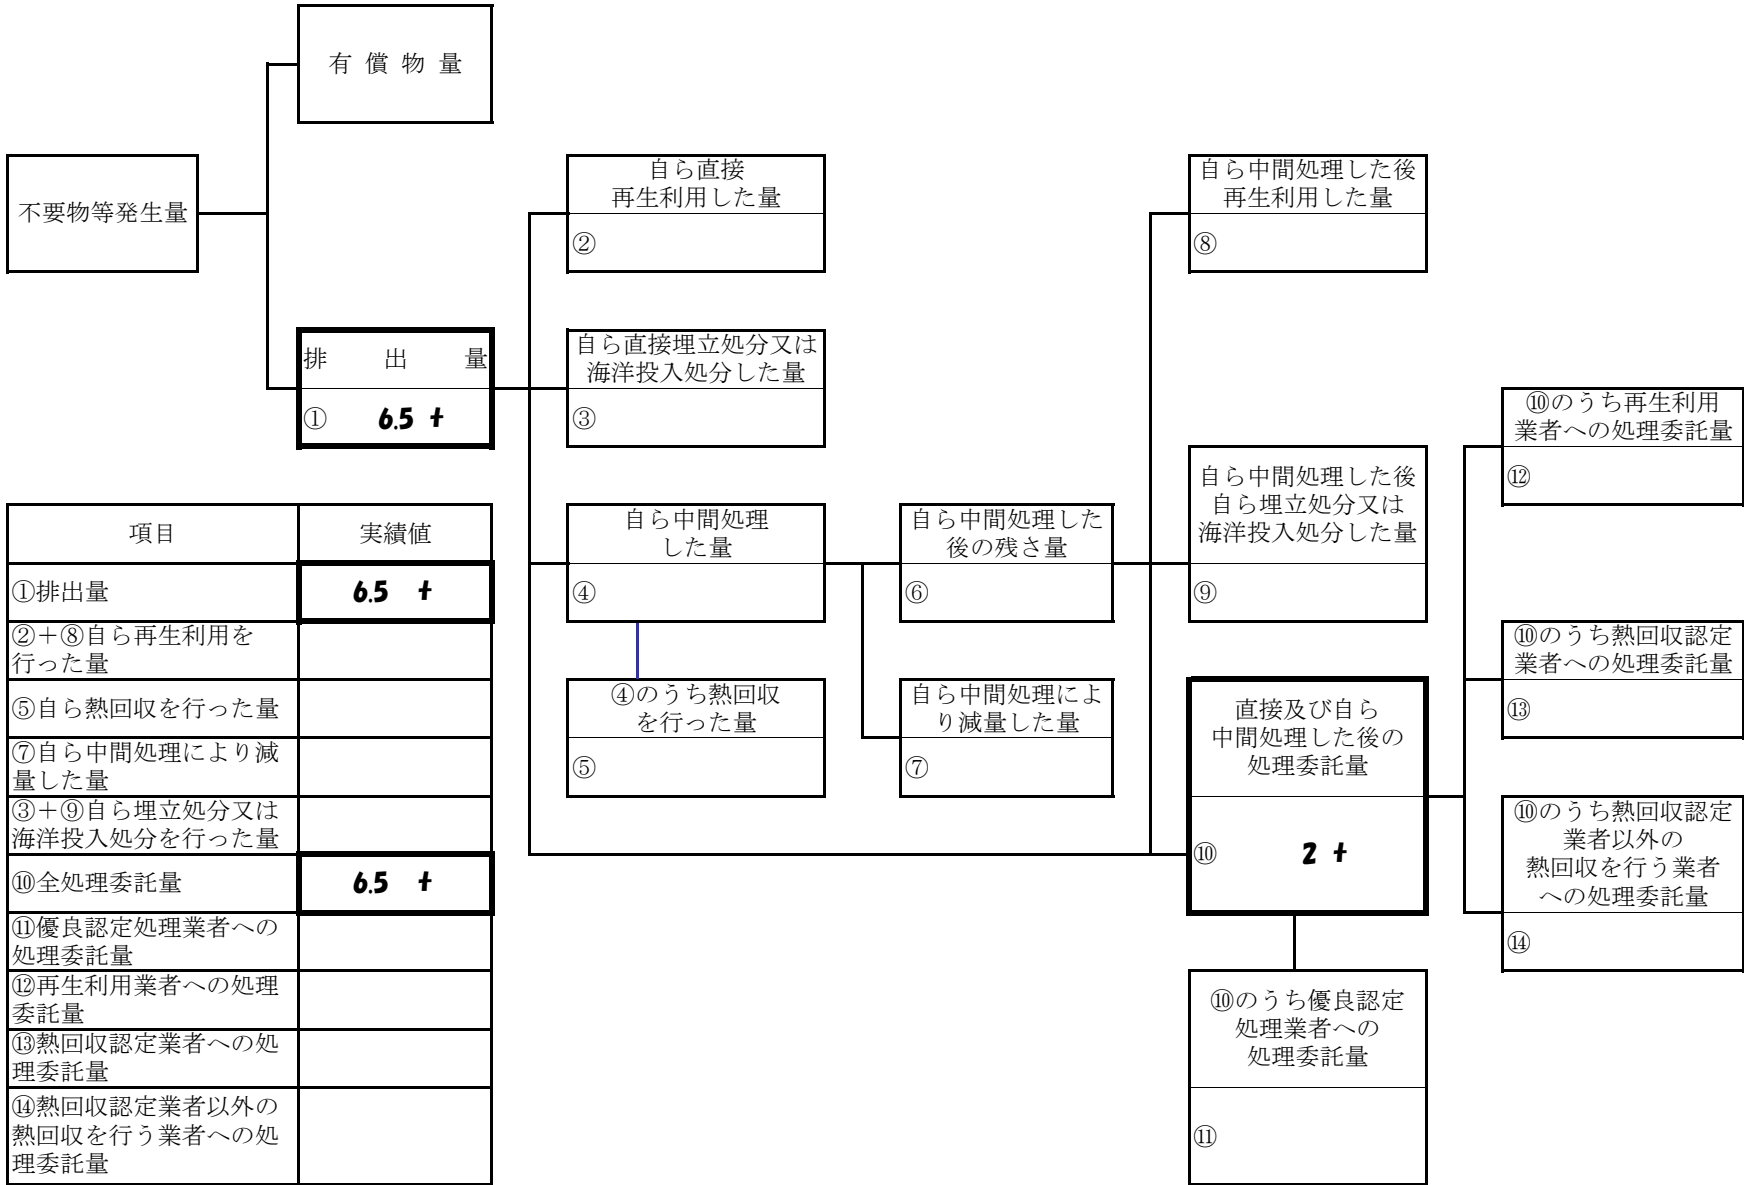 有償物量
不要物等発生量
排出量
① 6.5 t
自ら直接
再生利用した量
②
自ら直接埋立処分又は
海洋投入処分した量
③
自ら中間処理
した量
④
④のうち熱回収
を行った量
⑤
自ら中間処理した
後の残さ量
⑥
自ら中間処理によ
り減量した量
⑦
自ら中間処理した後
再生利用した量
⑧
自ら中間処理した後
自ら埋立処分又は
海洋投入処分した量
⑨
直接及び自ら
中間処理した後の
処理委託量
⑩ 2 t
⑩のうち優良認定
処理業者への
処理委託量
⑪
⑩のうち再生利用
業者への処理委託量
⑫
⑩のうち熱回収認定
業者への処理委託量
⑬
⑩のうち熱回収認定
業者以外の
熱回収を行う業者
への処理委託量
⑭
項目 実績値
①排出量 6.5 t
②＋⑧自ら再生利用を
行った量
⑤自ら熱回収を行った量
⑦自ら中間処理により減
量した量
③＋⑨自ら埋立処分又は
海洋投入処分を行った量
⑩全処理委託量 6.5 t
⑪優良認定処理業者への
処理委託量
⑫再生利用業者への処理
委託量
⑬熱回収認定業者への処
理委託量
⑭熱回収認定業者以外の
熱回収を行う業者への処
理委託量